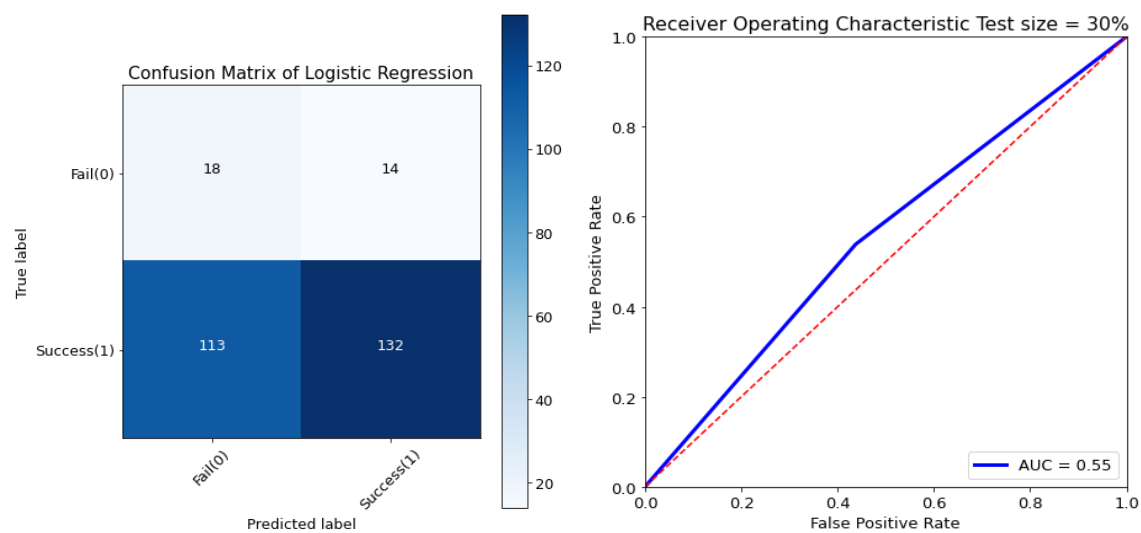 Confusion Matrix of Logistic Regression
True label
Fail(0)
Success(1)
18
14
113
132
Fail(0)
Success(1)
Predicted label
120
100
80
60
40
20
Receiver Operating Characteristic Test size = 30%
True Positive Rate
1.0
0.8
0.6
0.4
0.2
0.0
0.0
0.2
0.4
0.6
0.8
1.0
False Positive Rate
AUC = 0.55